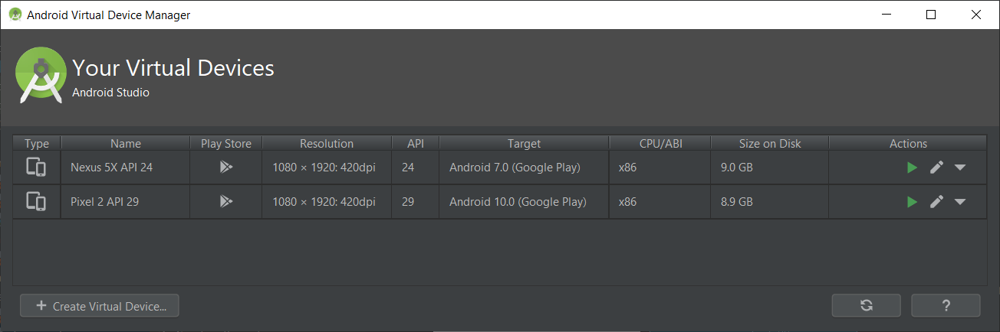 Android Virtual Device Manager
Your Virtual Devices
Android Studio
Type Name Play Store Resolution API Target CPU/ABI Size on Disk Actions
Nexus 5X API 24 1080 × 1920: 420dpi 24 Android 7.0 (Google Play) x86 9.0 GB
Pixel 2 API 29 1080 × 1920: 420dpi 29 Android 10.0 (Google Play) x86 8.9 GB
+ Create Virtual Device... ?